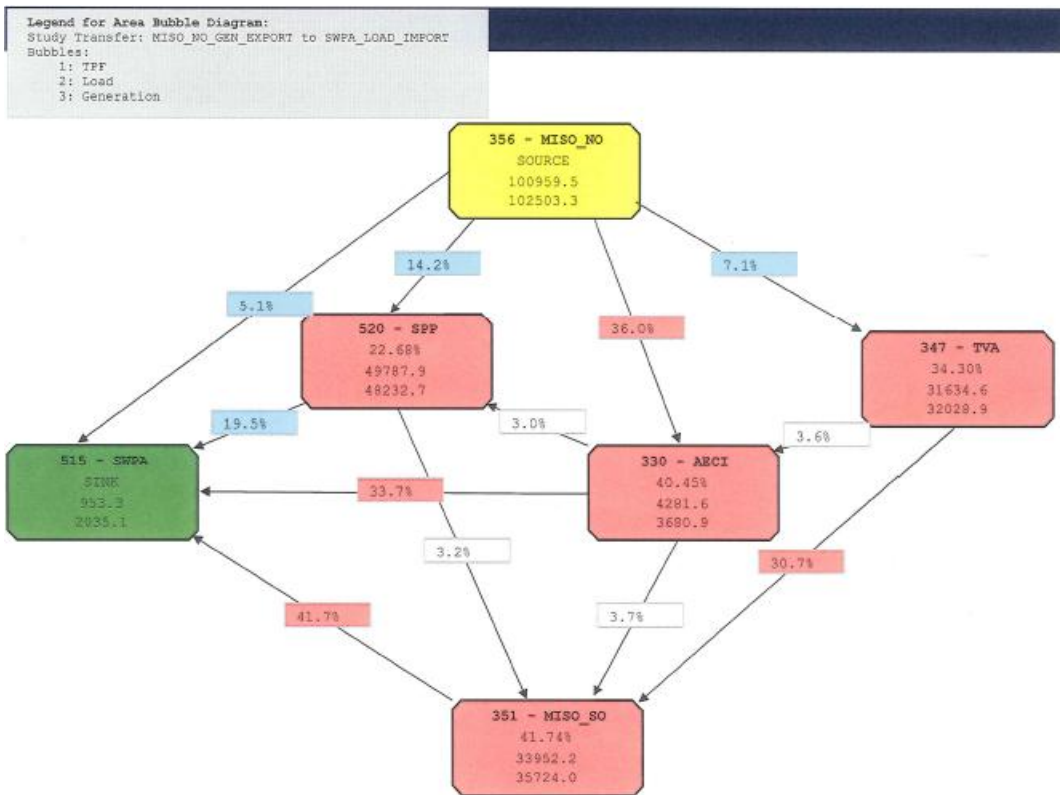 Legend for Area Bubble Diagram:
Study Transfer: MISO_NO_GEN_EXPORT to SWPA_LOAD_IMPORT
Bubbles:
1: TPF
2: Load
3: Generation
356 - MISO_NO
SOURCE
100959.5
102503.3
14.2%
7.1%
5.1%
36.0%
520 - SPP
22.68%
49787.9
48232.7
347 - TVA
34.30%
31634.6
32028.9
19.5%
3.0%
3.6%
515 - SWPA
SINK
953.3
2035.1
33.7%
330 - AECI
40.45%
4281.6
3680.9
3.2%
30.7%
41.7%
3.7%
351 - MISO_SO
41.74%
33952.2
35724.0